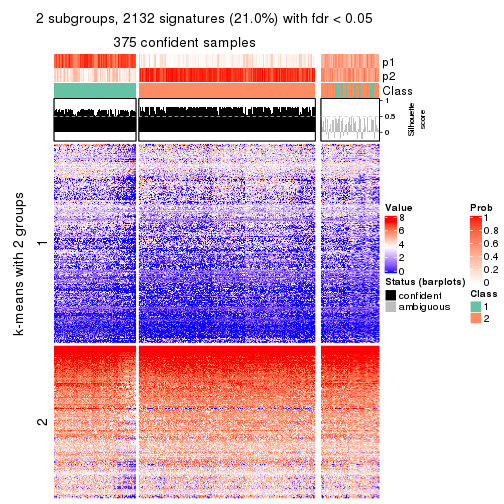 2 subgroups, 2132 signatures (21.0%) with fdr < 0.05
375 confident samples
p1
p2
Class
1
0.5
0
Silhouette
score
k-means with 2 groups
1
2
Value
8
6
4
2
0
Status (barplots)
confident
ambiguous
Prob
1
0.8
0.6
0.4
0.2
0
Class
1
2